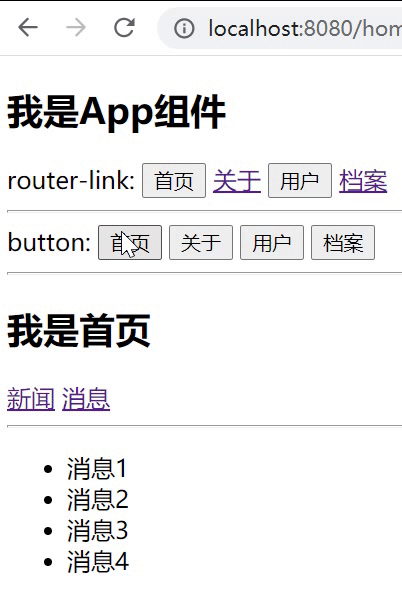 localhost:8080/hom
我是App组件
router-link: 首页 关于 用户 档案
button: 首页 关于 用户 档案
我是首页
新闻 消息
消息1
消息2
消息3
消息4